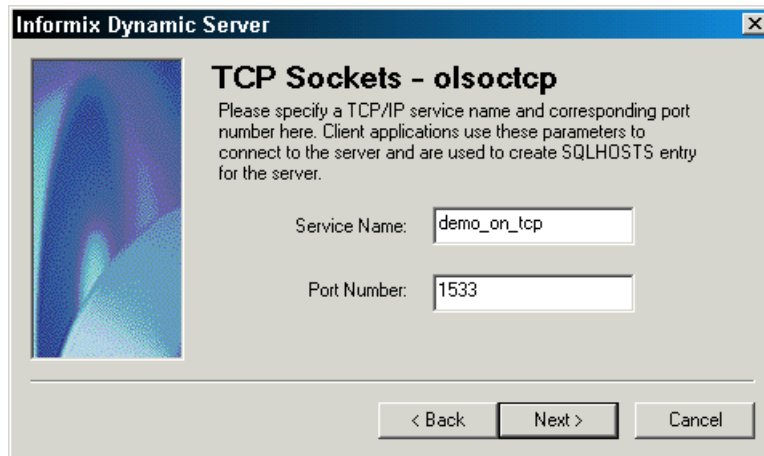 Informix Dynamic Server
TCP Sockets - olsoctcp
Please specify a TCP/IP service name and corresponding port
number here. Client applications use these parameters to
connect to the server and are used to create SQLHOSTS entry
for the server.
Service Name: demo_on_tcp
Port Number: 1533
< Back Next > Cancel